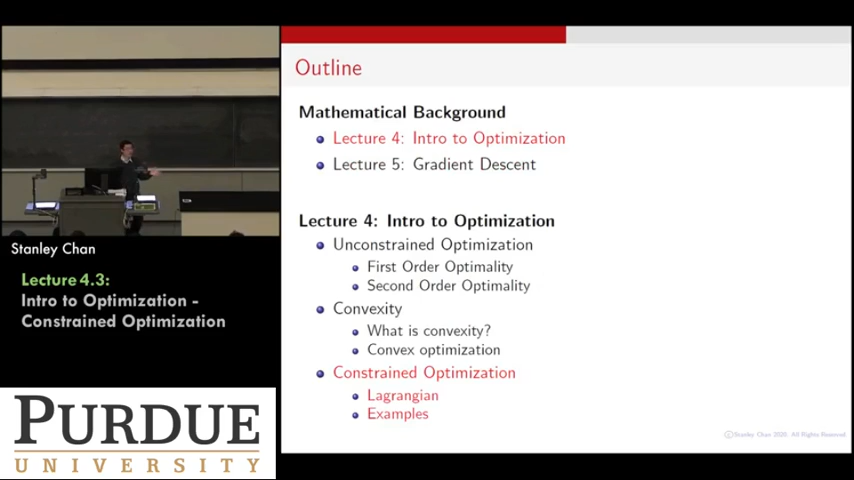 Outline
Mathematical Background
Lecture 4: Intro to Optimization
Lecture 5: Gradient Descent
Lecture 4: Intro to Optimization
Unconstrained Optimization
First Order Optimality
Second Order Optimality
Convexity
What is convexity?
Convex optimization
Constrained Optimization
Lagrangian
Examples
©Stanley Chan 2020. All Rights Reserved
Stanley Chan
Lecture 4.3:
Intro to Optimization -
Constrained Optimization
PURDUE
UNIVERSITY